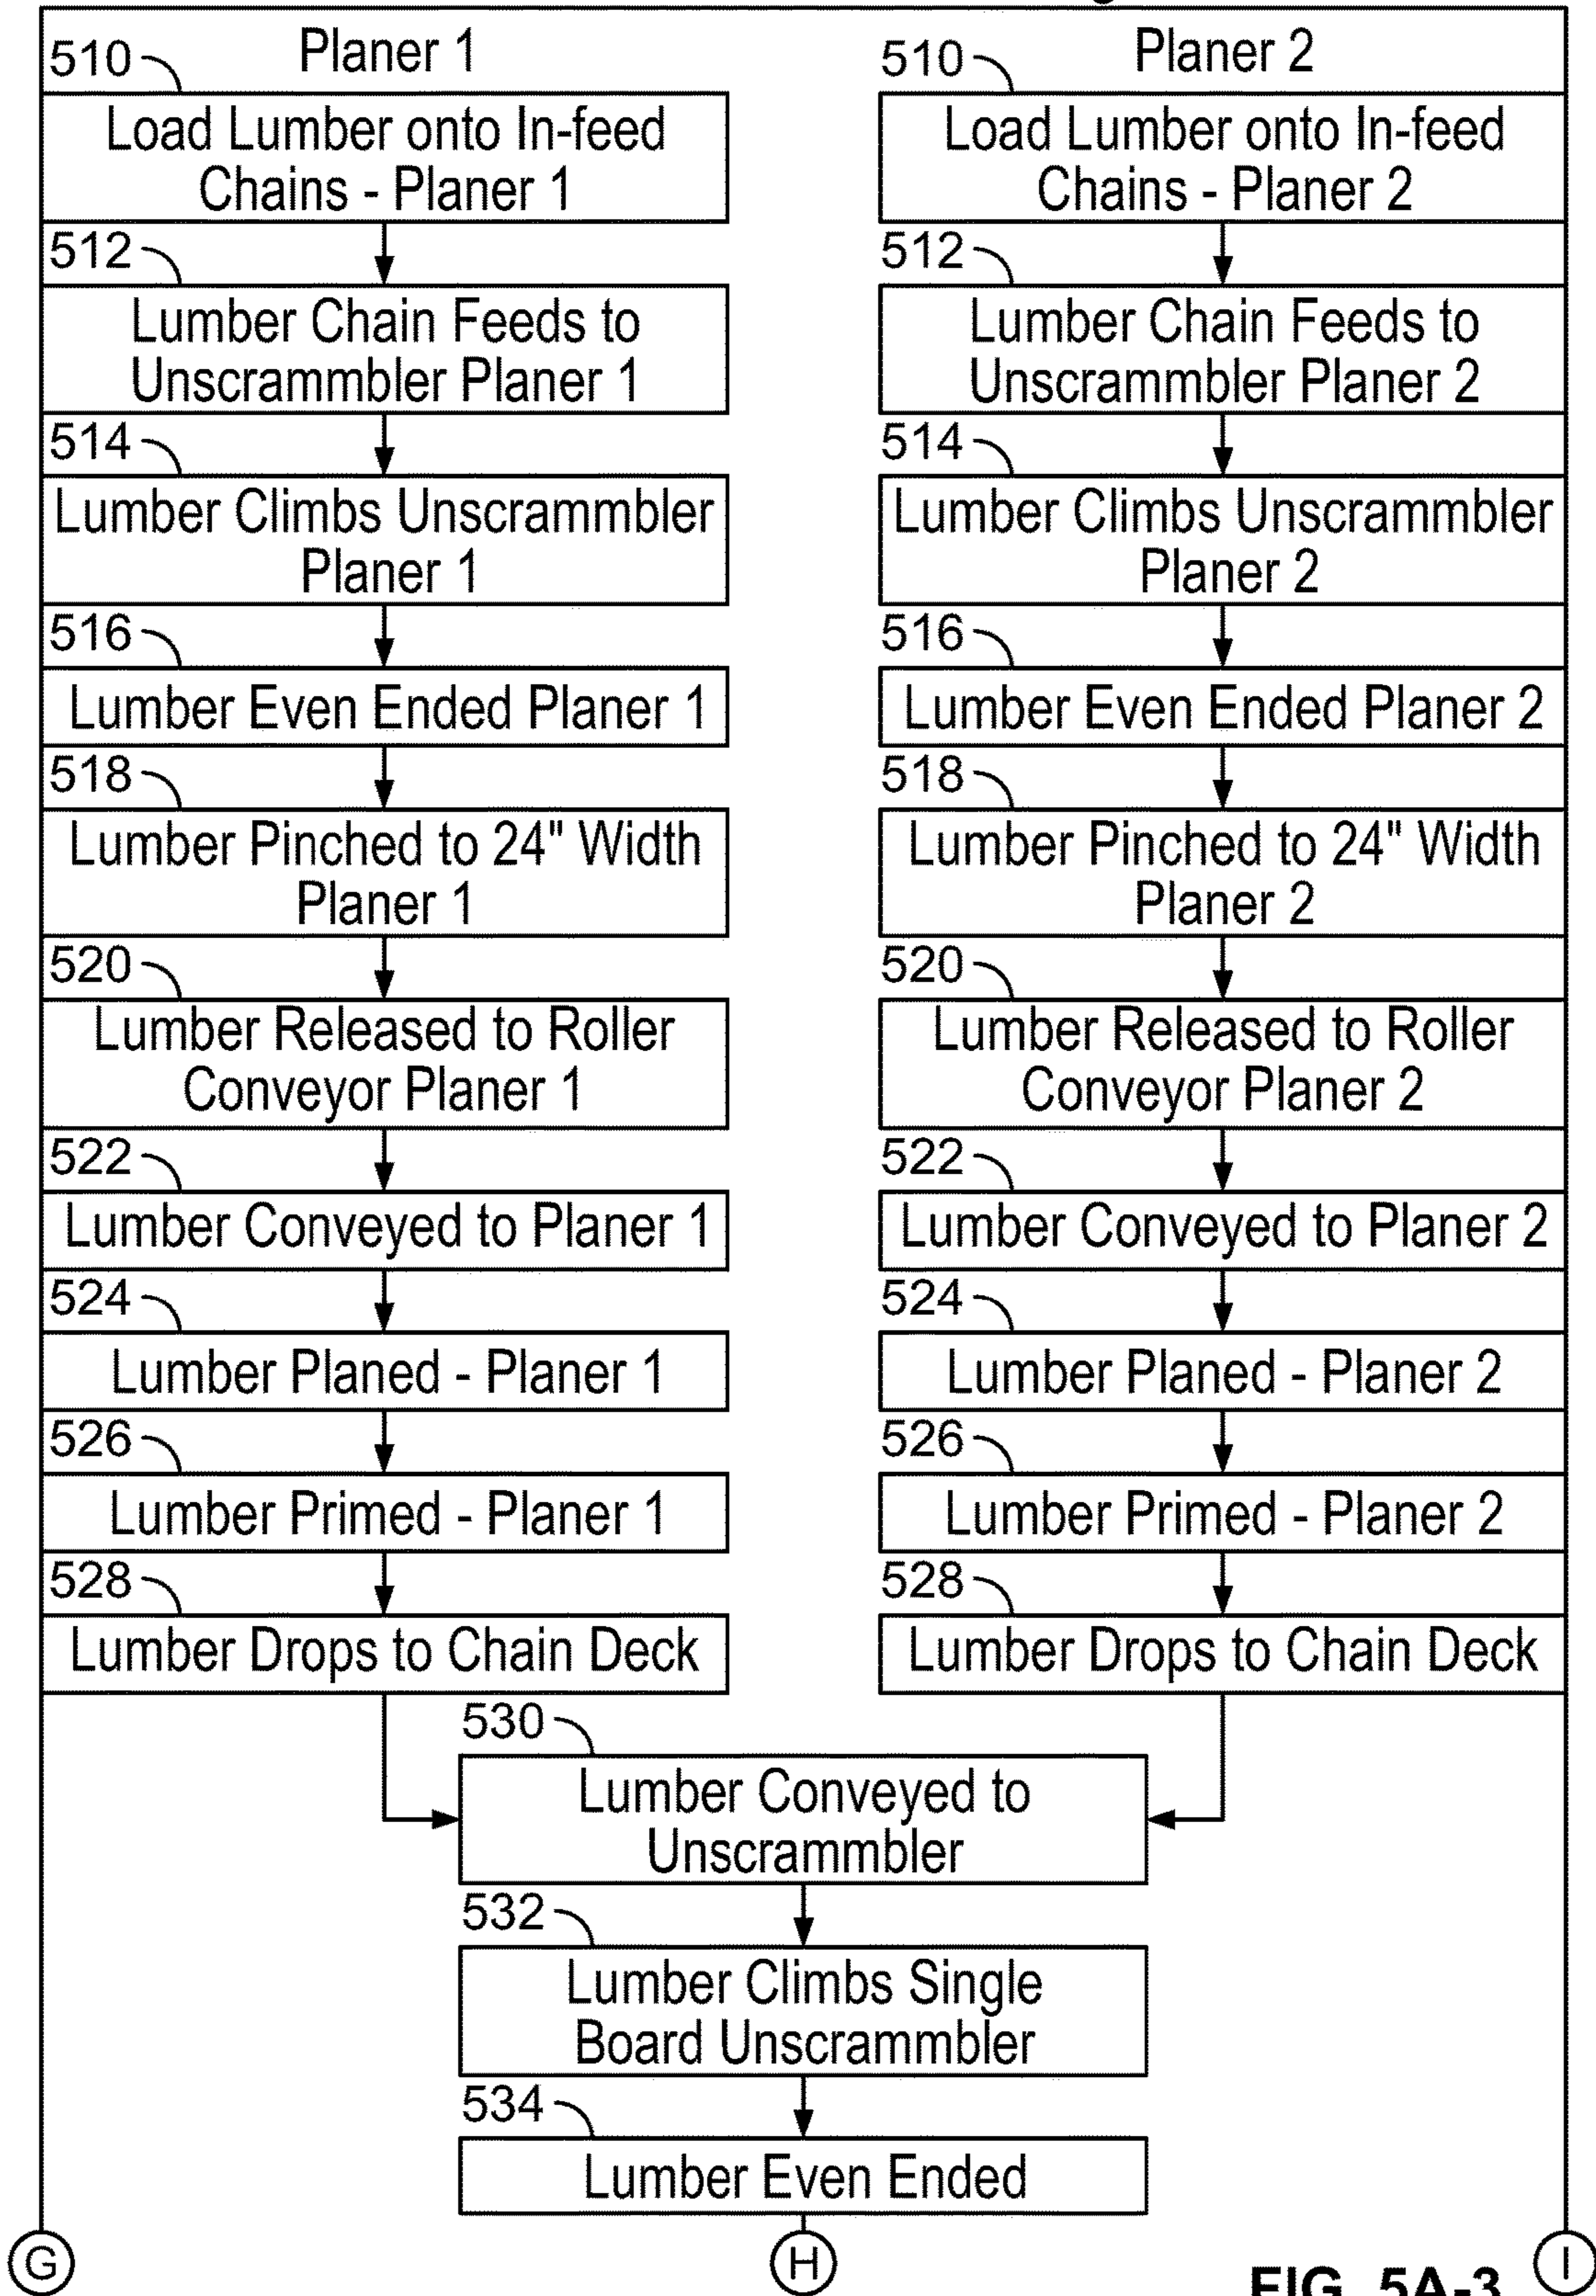 Planer 1
510
Load Lumber onto In-feed
Chains - Planer 1
512
Lumber Chain Feeds to
Unscrammbler Planer 1
514
Lumber Climbs Unscrammbler
Planer 1
516
Lumber Even Ended Planer 1
518
Lumber Pinched to 24" Width
Planer 1
520
Lumber Released to Roller
Conveyor Planer 1
522
Lumber Conveyed to Planer 1
524
Lumber Planed - Planer 1
526
Lumber Primed - Planer 1
528
Lumber Drops to Chain Deck
Planer 2
510
Load Lumber onto In-feed
Chains - Planer 2
512
Lumber Chain Feeds to
Unscrammbler Planer 2
514
Lumber Climbs Unscrammbler
Planer 2
516
Lumber Even Ended Planer 2
518
Lumber Pinched to 24" Width
Planer 2
520
Lumber Released to Roller
Conveyor Planer 2
522
Lumber Conveyed to Planer 2
524
Lumber Planed - Planer 2
526
Lumber Primed - Planer 2
528
Lumber Drops to Chain Deck
530
Lumber Conveyed to
Unscrammbler
532
Lumber Climbs Single
Board Unscrammbler
534
Lumber Even Ended
G
H
I
FIG. 5A-3